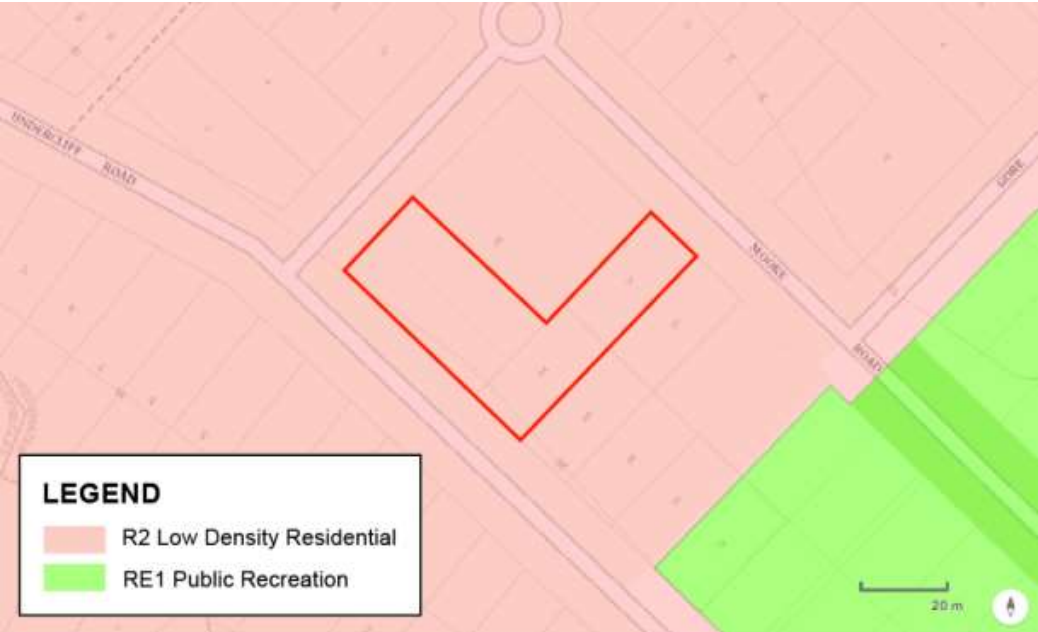 UNDERCLIFF
ROAD
GORE
MOORE
ROAD
LEGEND
R2 Low Density Residential
RE1 Public Recreation
20 m